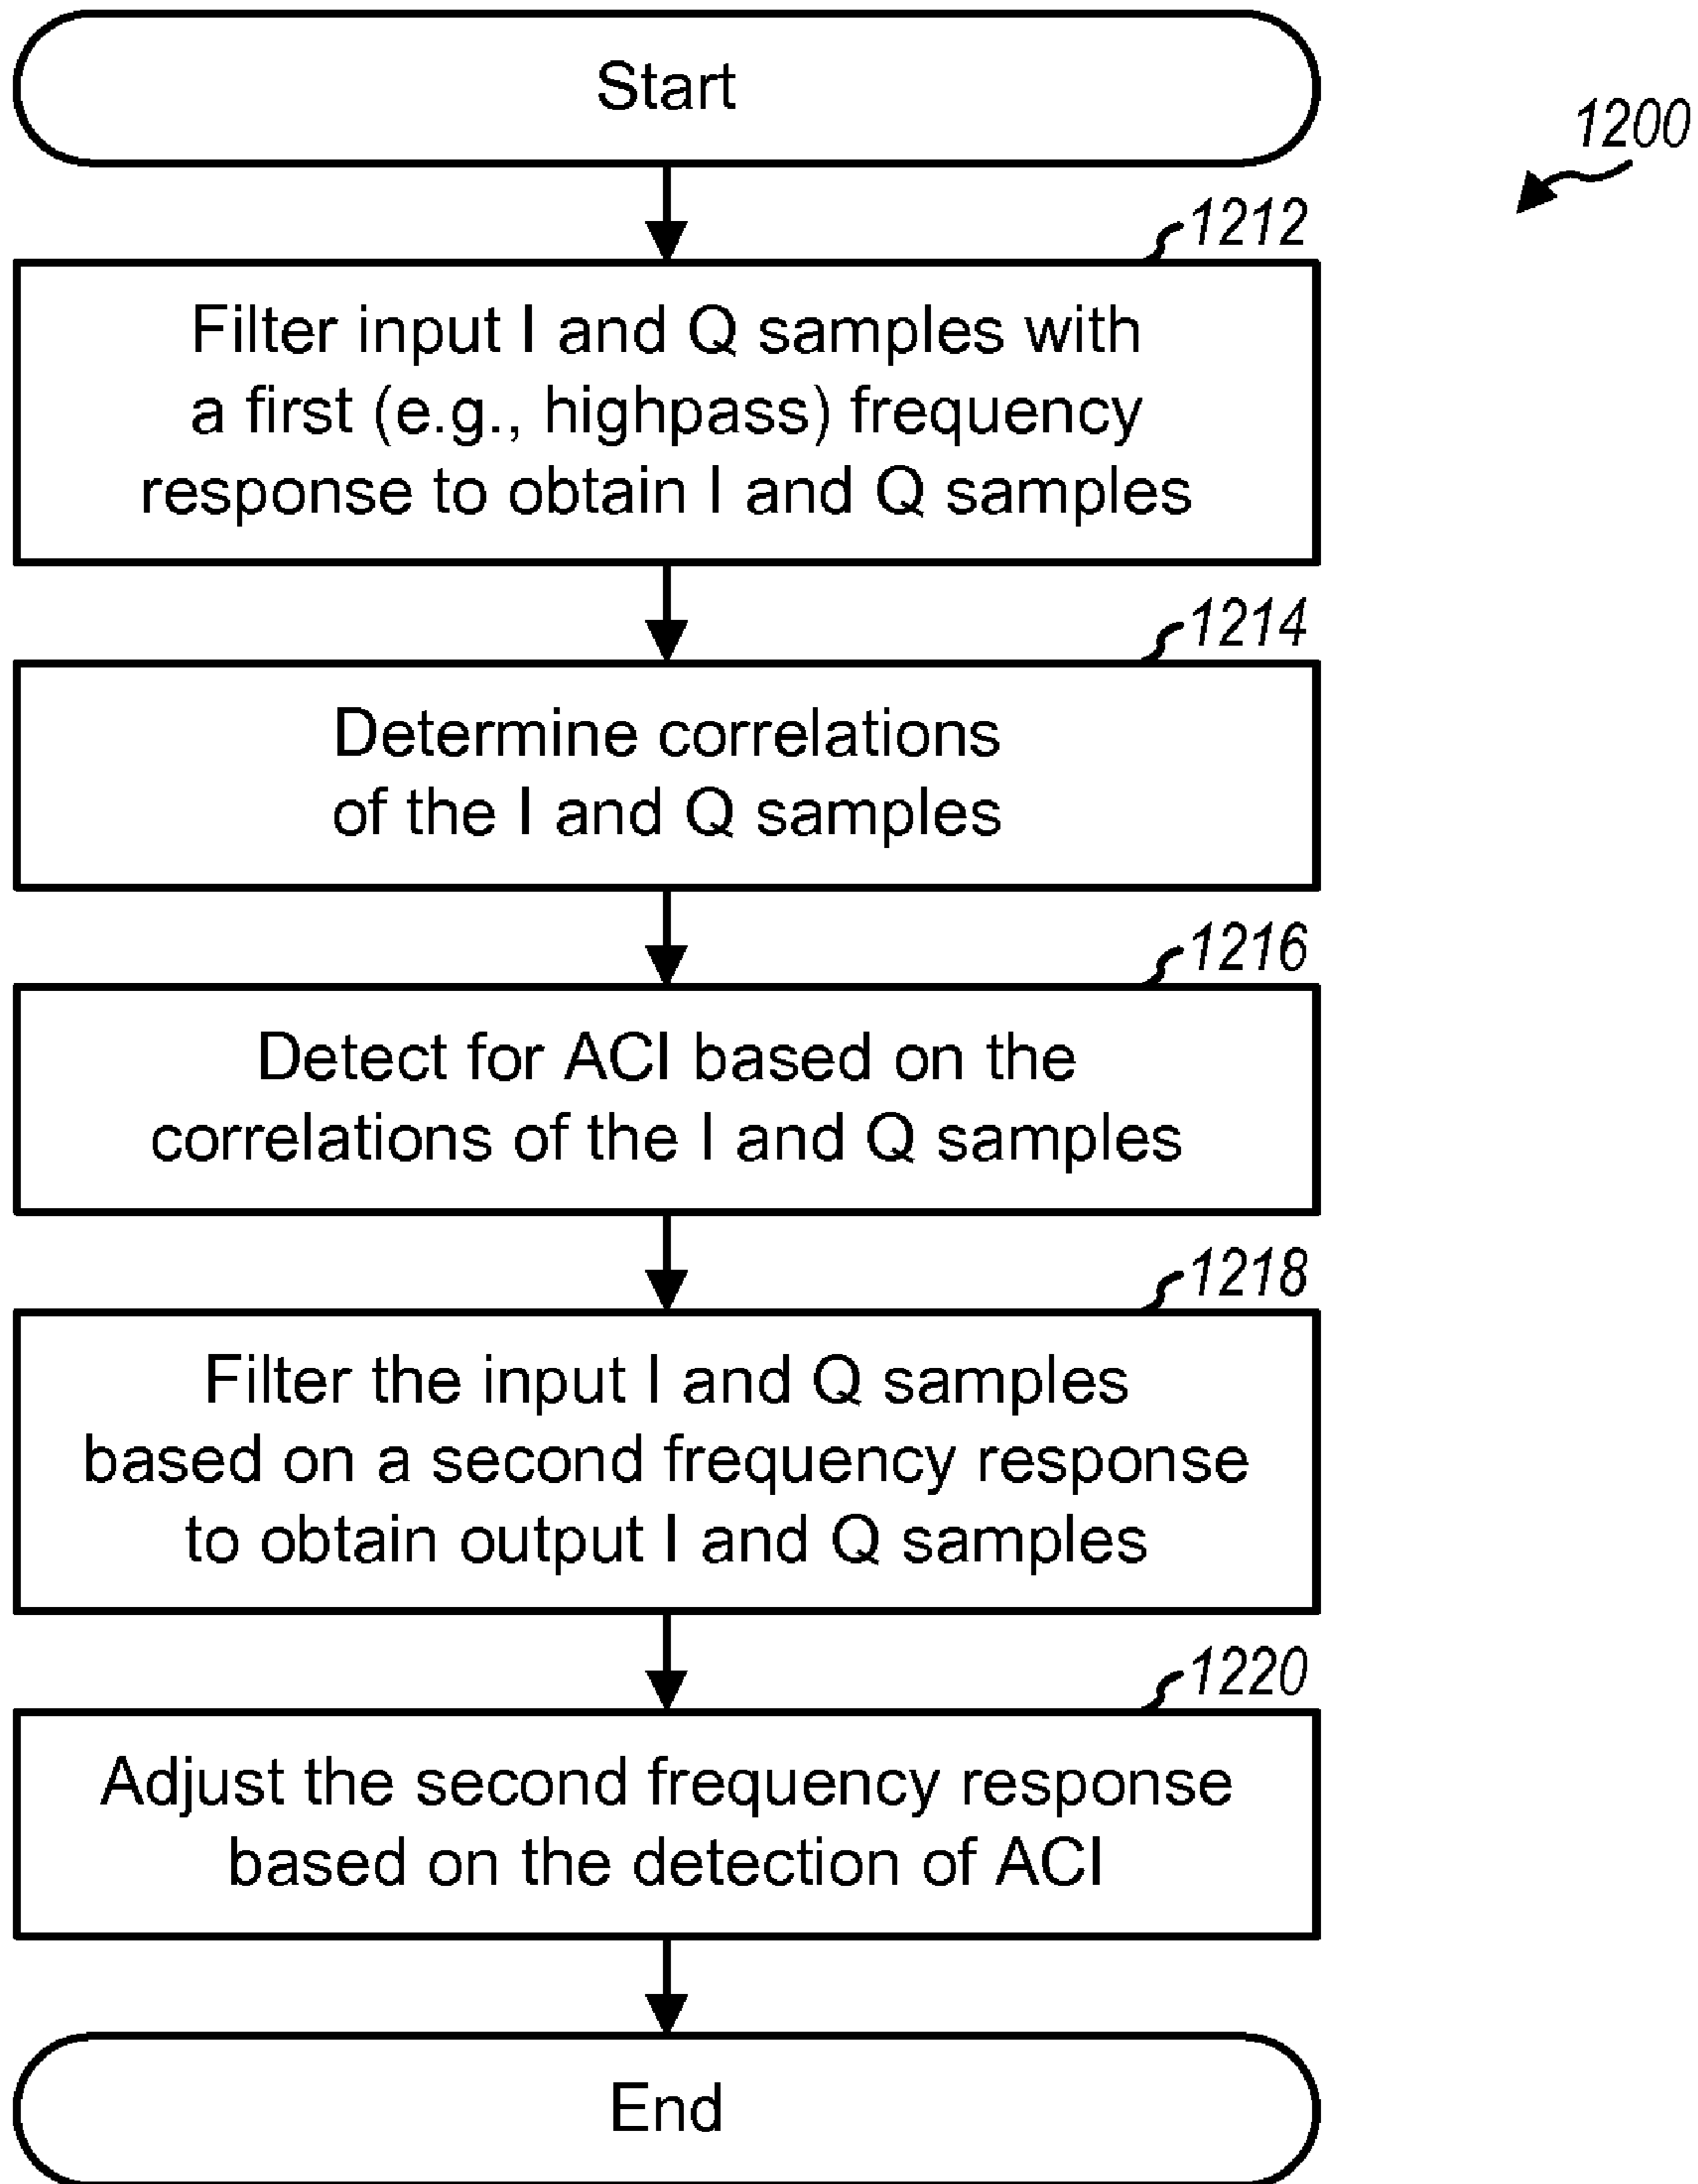 Start
1200
1212
Filter input I and Q samples with
a first (e.g., highpass) frequency
response to obtain I and Q samples
1214
Determine correlations
of the I and Q samples
1216
Detect for ACI based on the
correlations of the I and Q samples
1218
Filter the input I and Q samples
based on a second frequency response
to obtain output I and Q samples
1220
Adjust the second frequency response
based on the detection of ACI
End